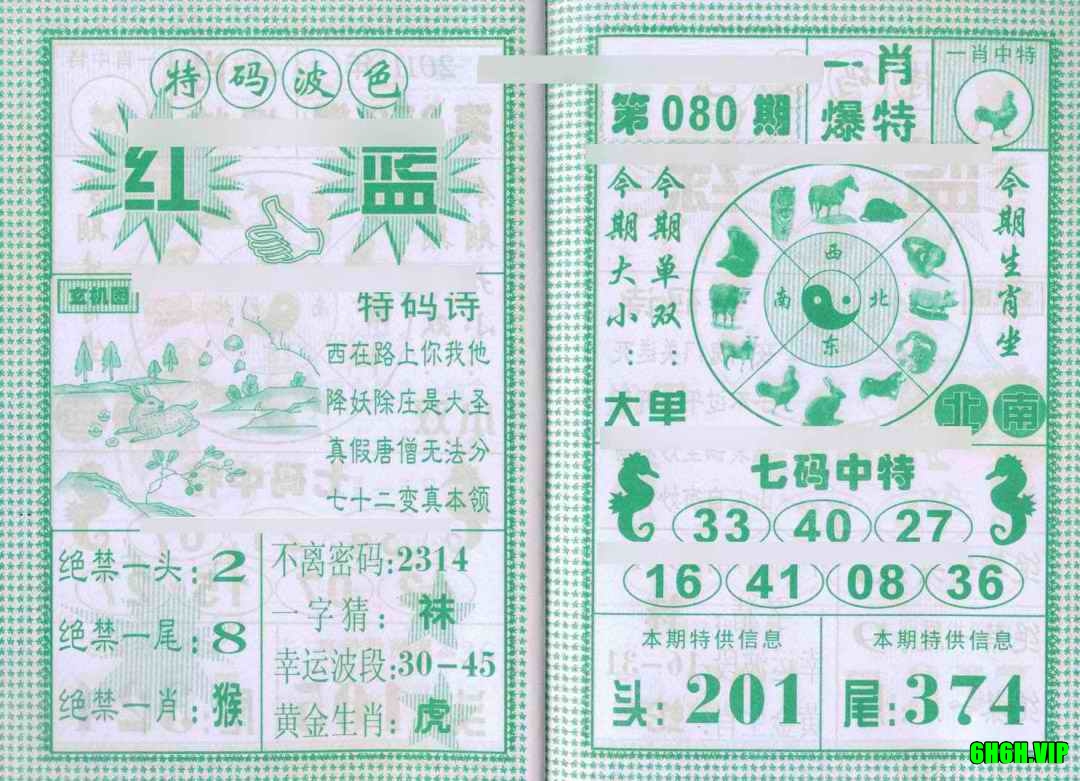 特码波色
红 蓝
玄机图
特码诗
西在路上你我他
降妖除庄是大圣
真假唐僧无法分
七十二变真本领
绝禁一头:2
绝禁一尾:8
绝禁一肖:猴
不离密码:2314
一字猜:袜
幸运波段:30-45
黄金生肖:虎
第080期
一肖
爆特
一肖中特
今期大小:大
今期单双:单
西
南 北
东
今期生肖坐
北南
七码中特
33 40 27
16 41 08 36
本期特供信息
头:201
本期特供信息
尾:374
6H6H.VIP